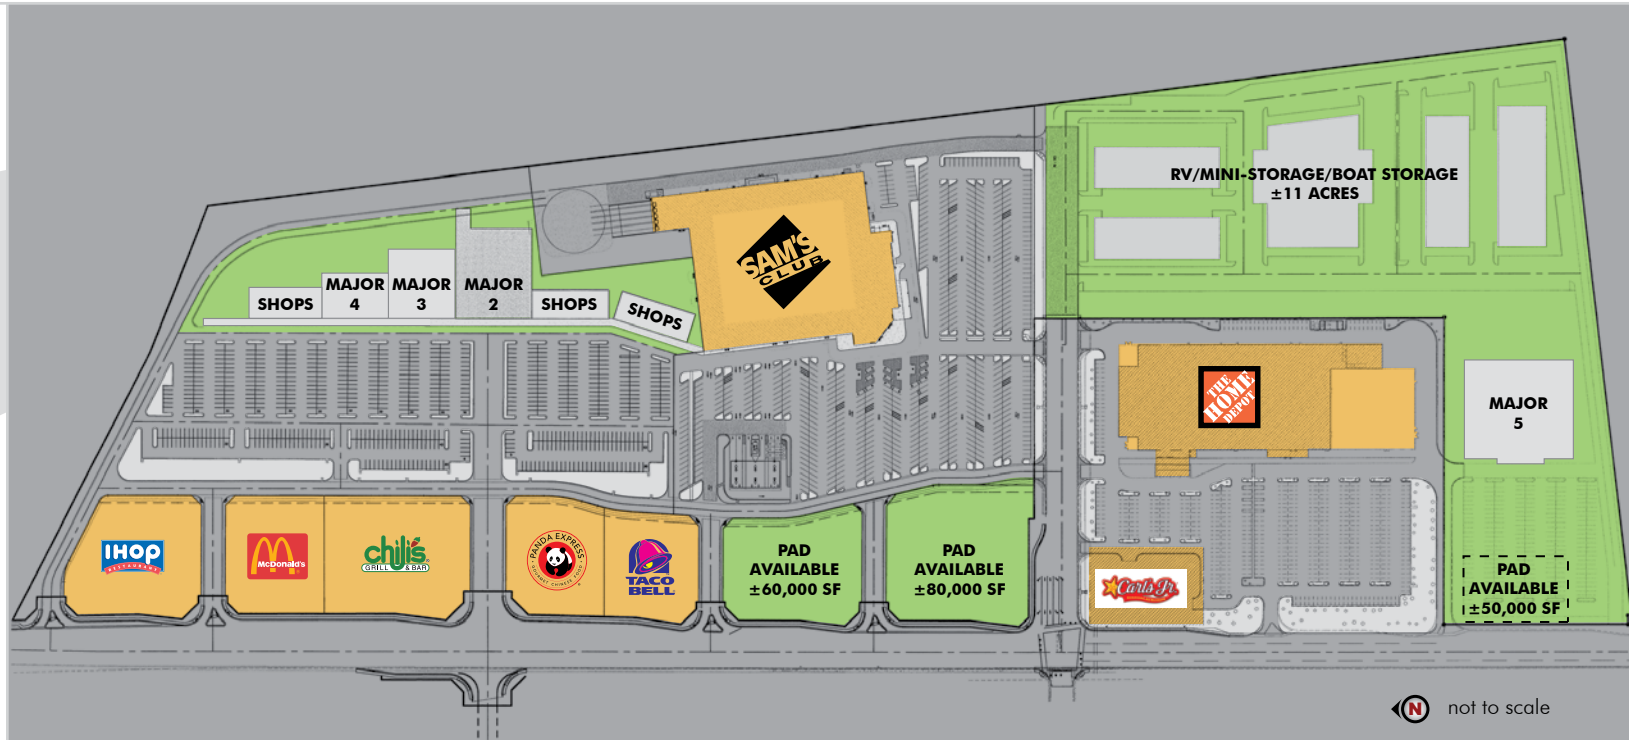 RV/MINI-STORAGE/BOAT STORAGE
±11 ACRES
SAM'S
CLUB
SHOPS
MAJOR
4
MAJOR
3
MAJOR
2
SHOPS
SHOPS
THE
HOME
DEPOT
MAJOR
5
IHOP
RESTAURANT
McDonald's
chili's
GRILL & BAR
PANDA EXPRESS
GOURMET CHINESE FOOD
TACO
BELL
PAD
AVAILABLE
±60,000 SF
PAD
AVAILABLE
±80,000 SF
Carl's Jr.
PAD
AVAILABLE
±50,000 SF
N
not to scale